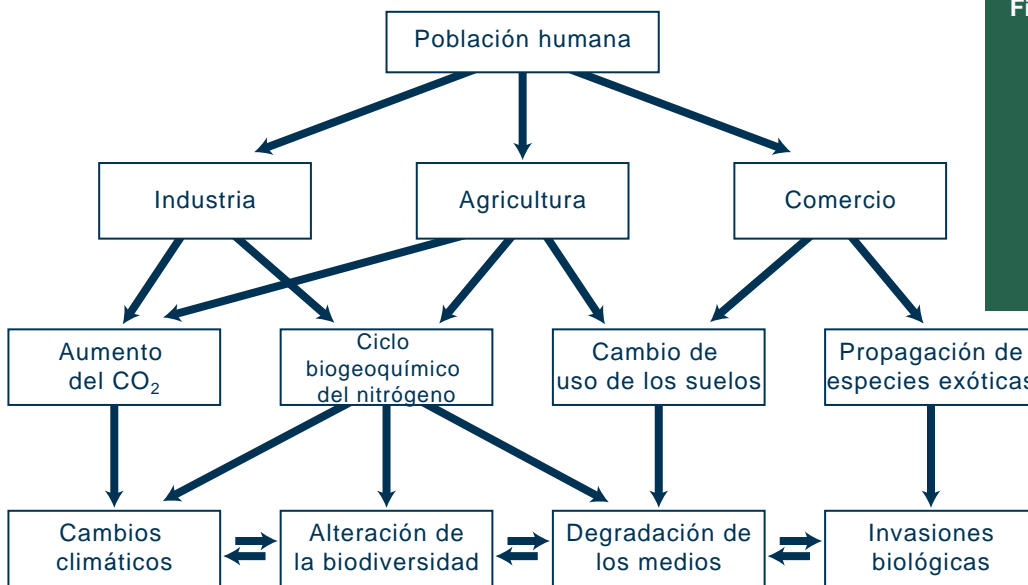 Fi
Población humana
Industria
Agricultura
Comercio
Aumento
del CO₂
Ciclo
biogeoquímico
del nitrógeno
Cambio de
uso de los suelos
Propagación de
especies exóticas
Cambios
climáticos
Alteración de
la biodiversidad
Degradación de
los medios
Invasiones
biológicas